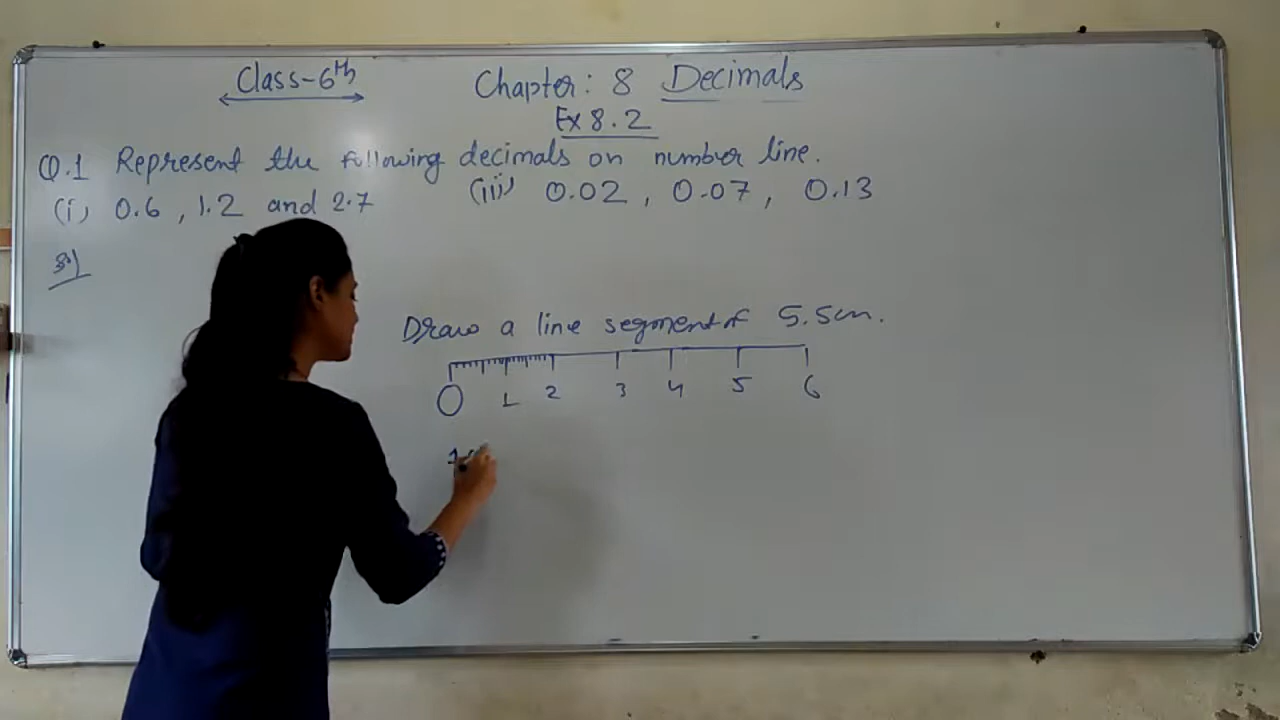 Class-6th
Chapter: 8 Decimals
Ex 8.2
Q.1 Represent the following decimals on number line.
(i) 0.6, 1.2 and 2.7
(iii) 0.02, 0.07, 0.13
Draw a line segment of 5.5cm.
0 1 2 3 4 5 6